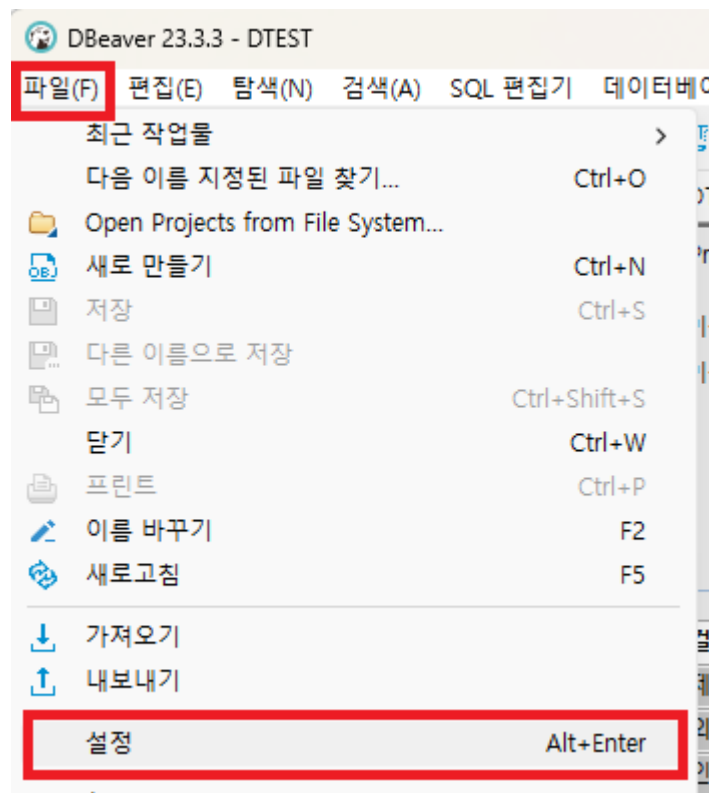 DBeaver 23.3.3 - DTEST
파일(F) 편집(E) 탐색(N) 검색(A) SQL 편집기
최근 작업물 >
다음 이름 지정된 파일 찾기... Ctrl+O
Open Projects from File System...
새로 만들기 Ctrl+N
저장 Ctrl+S
다른 이름으로 저장
모두 저장 Ctrl+Shift+S
닫기 Ctrl+W
프린트 Ctrl+P
이름 바꾸기 F2
새로고침 F5
가져오기
내보내기
설정 Alt+Enter